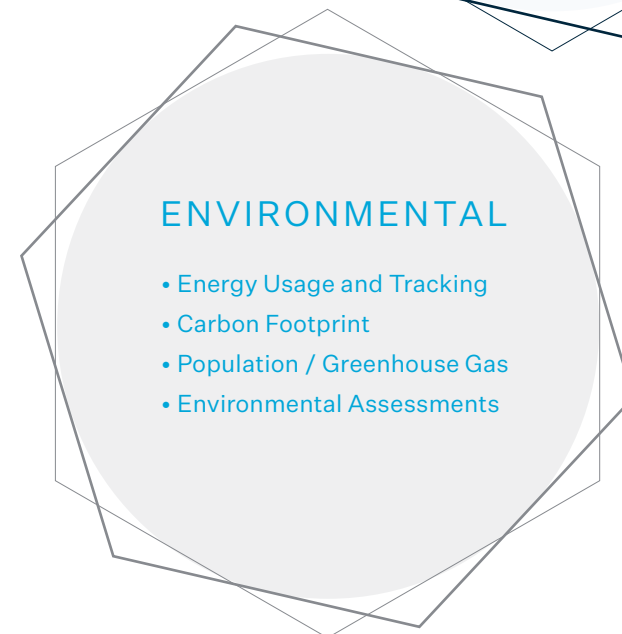 ENVIRONMENTAL
• Energy Usage and Tracking
• Carbon Footprint
• Population / Greenhouse Gas
• Environmental Assessments